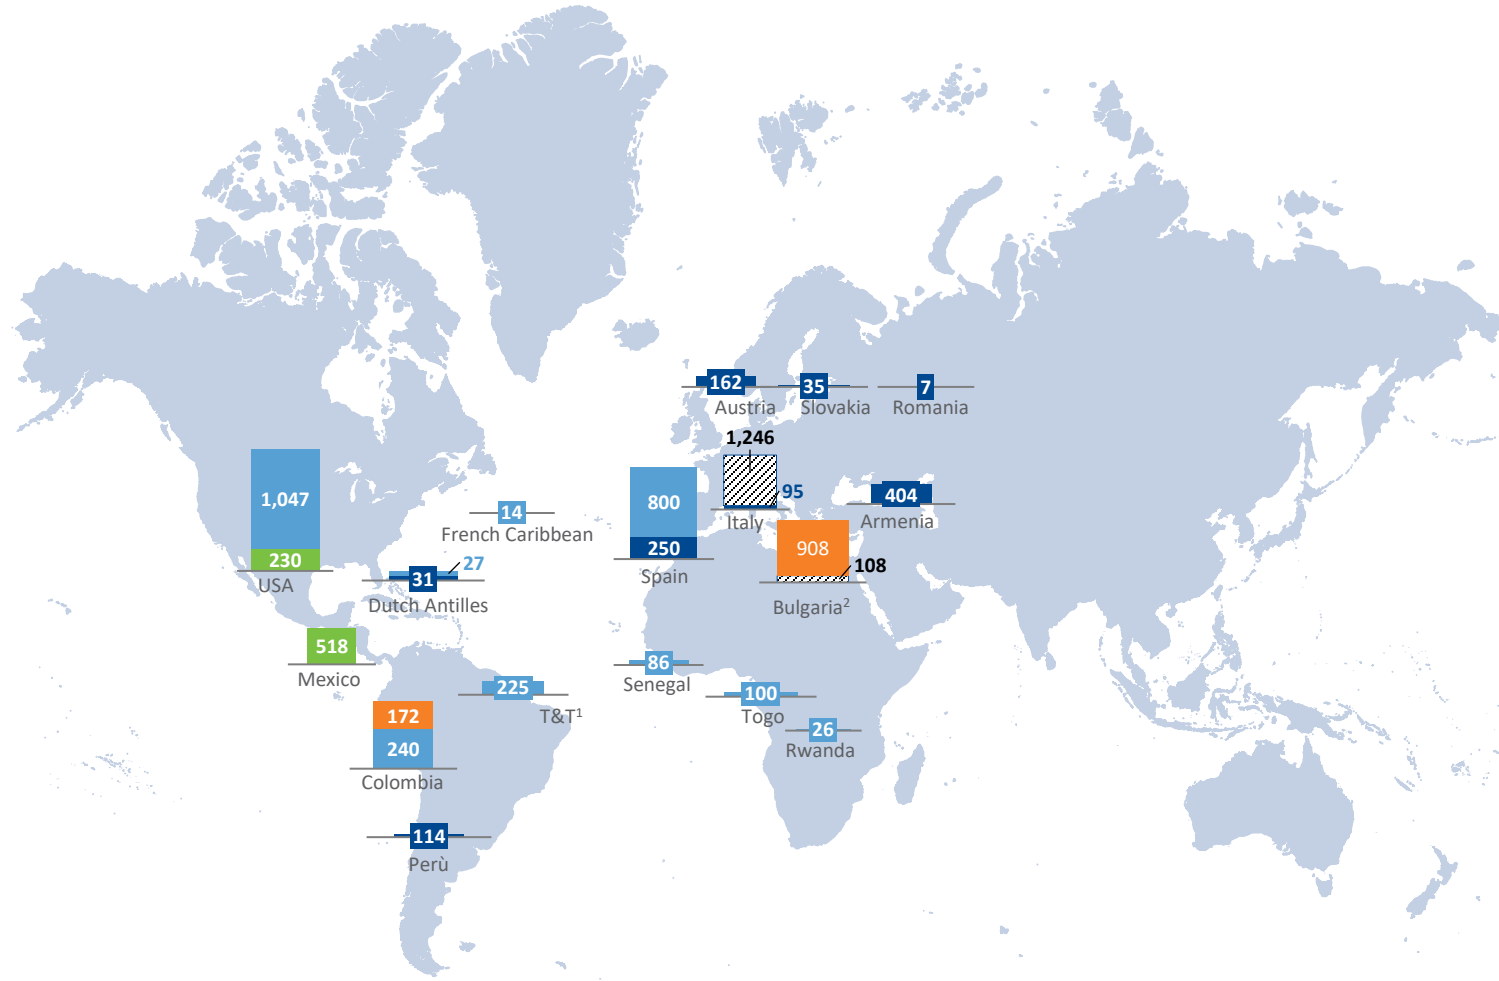 162
35
7
Austria
Slovakia
Romania
1,246
1,047
800
95
404
14
Italy
Armenia
French Caribbean
908
250
230
27
108
USA
31
Spain
Dutch Antilles
Bulgaria²
518
86
Mexico
Senegal
225
100
T&T¹
Togo
172
26
240
Rwanda
Colombia
114
Perù